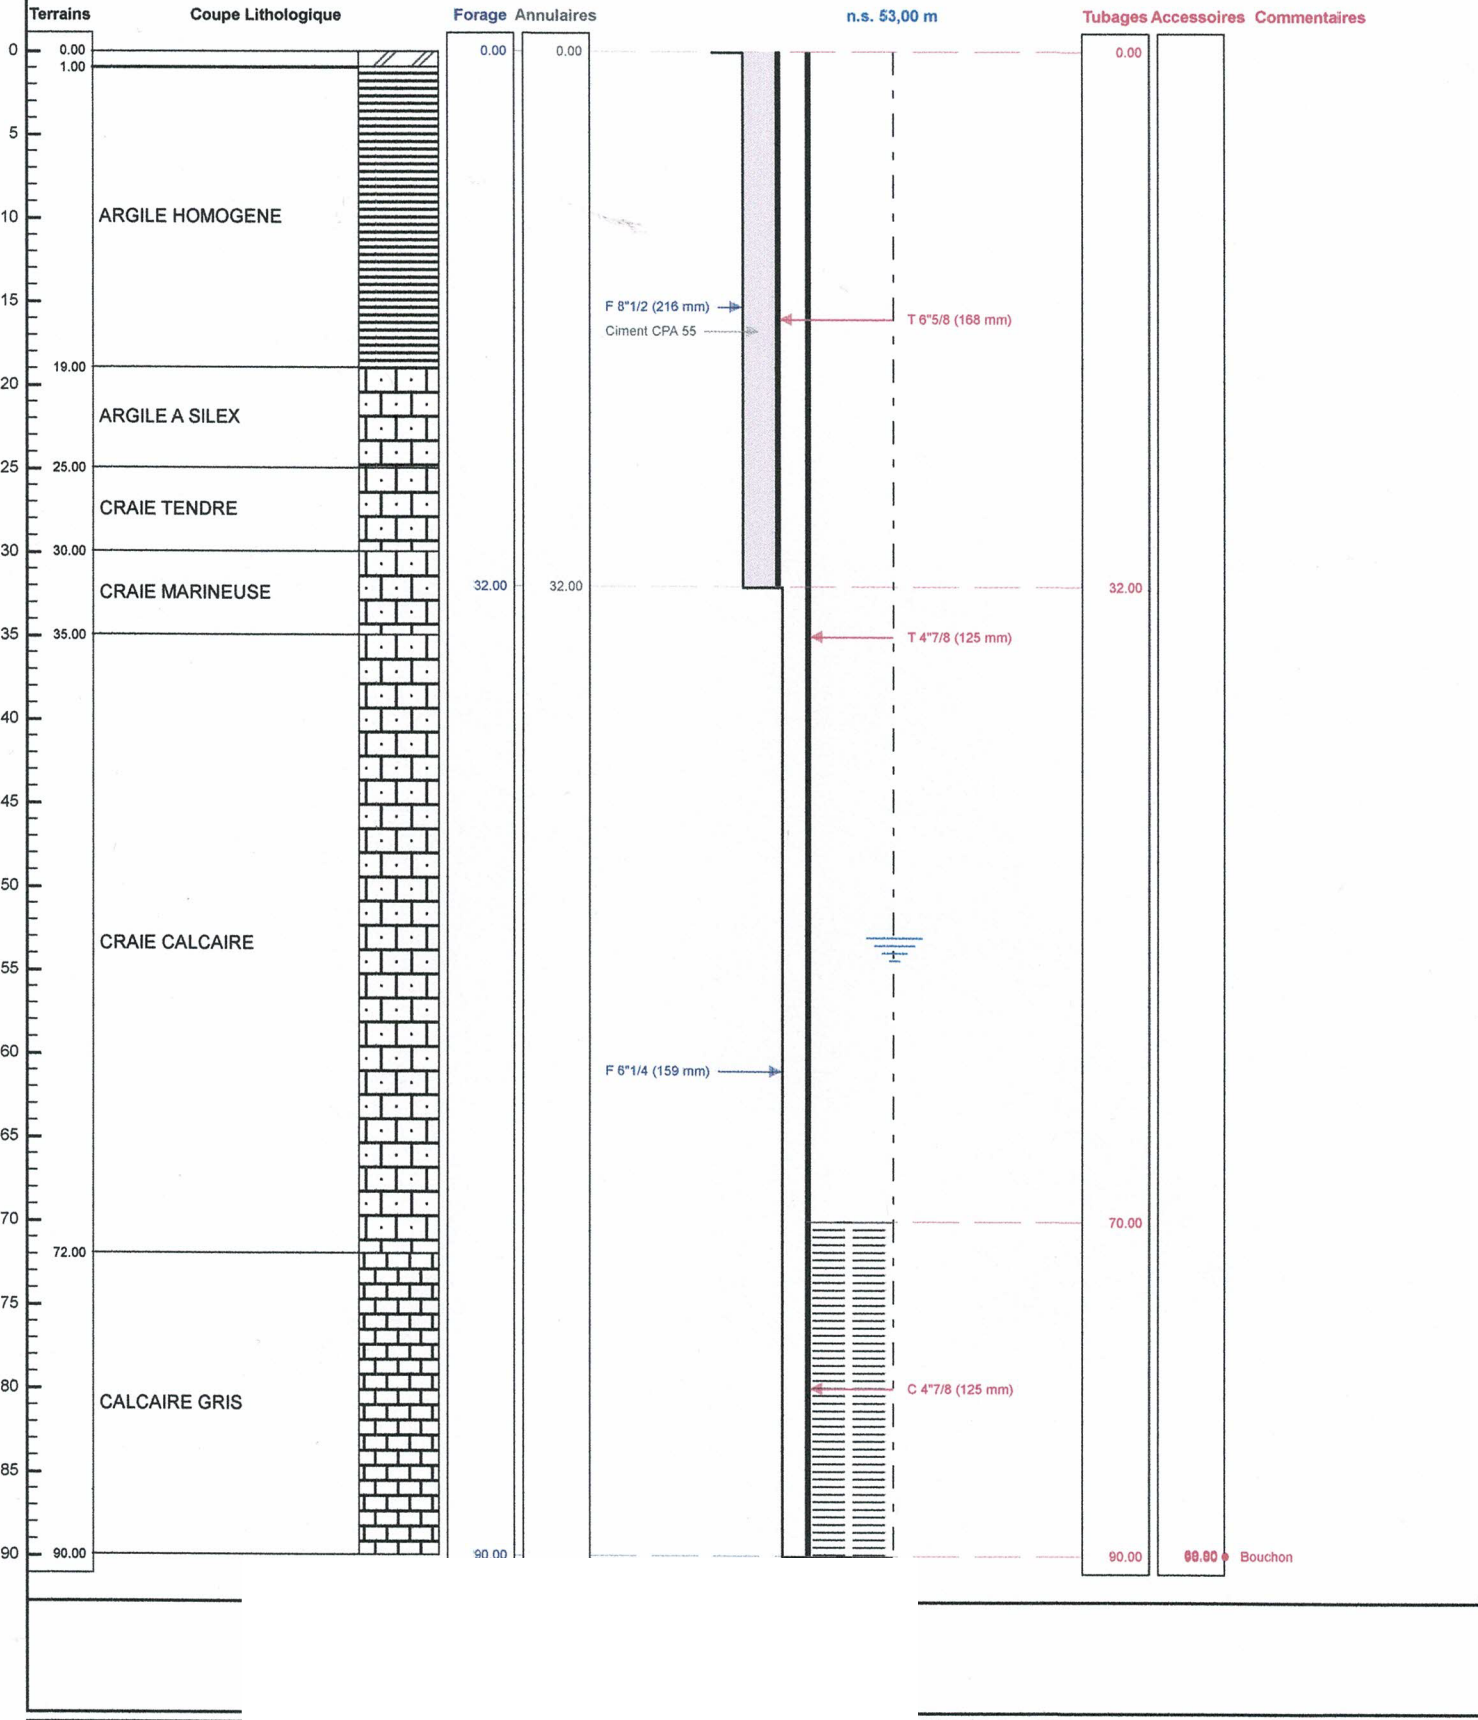 Terrains Coupe Lithologique Forage Annulaires n.s. 53,00 m Tubages Accessoires Commentaires
0 0.00 0.00 0.00 0.00
1.00
5
10 ARGILE HOMOGENE
15 F 8"1/2 (216 mm) T 6"5/8 (168 mm)
Ciment CPA 55
19.00
20
ARGILE A SILEX
25 25.00
CRAIE TENDRE
30 30.00
CRAIE MARINEUSE 32.00 32.00 32.00
35 35.00 T 4"7/8 (125 mm)
40
45
50
CRAIE CALCAIRE
55
60
F 6"1/4 (159 mm)
65
70 70.00
72.00
75
80 C 4"7/8 (125 mm)
CALCAIRE GRIS
85
90 90.00 90.00 90.00 Bouchon